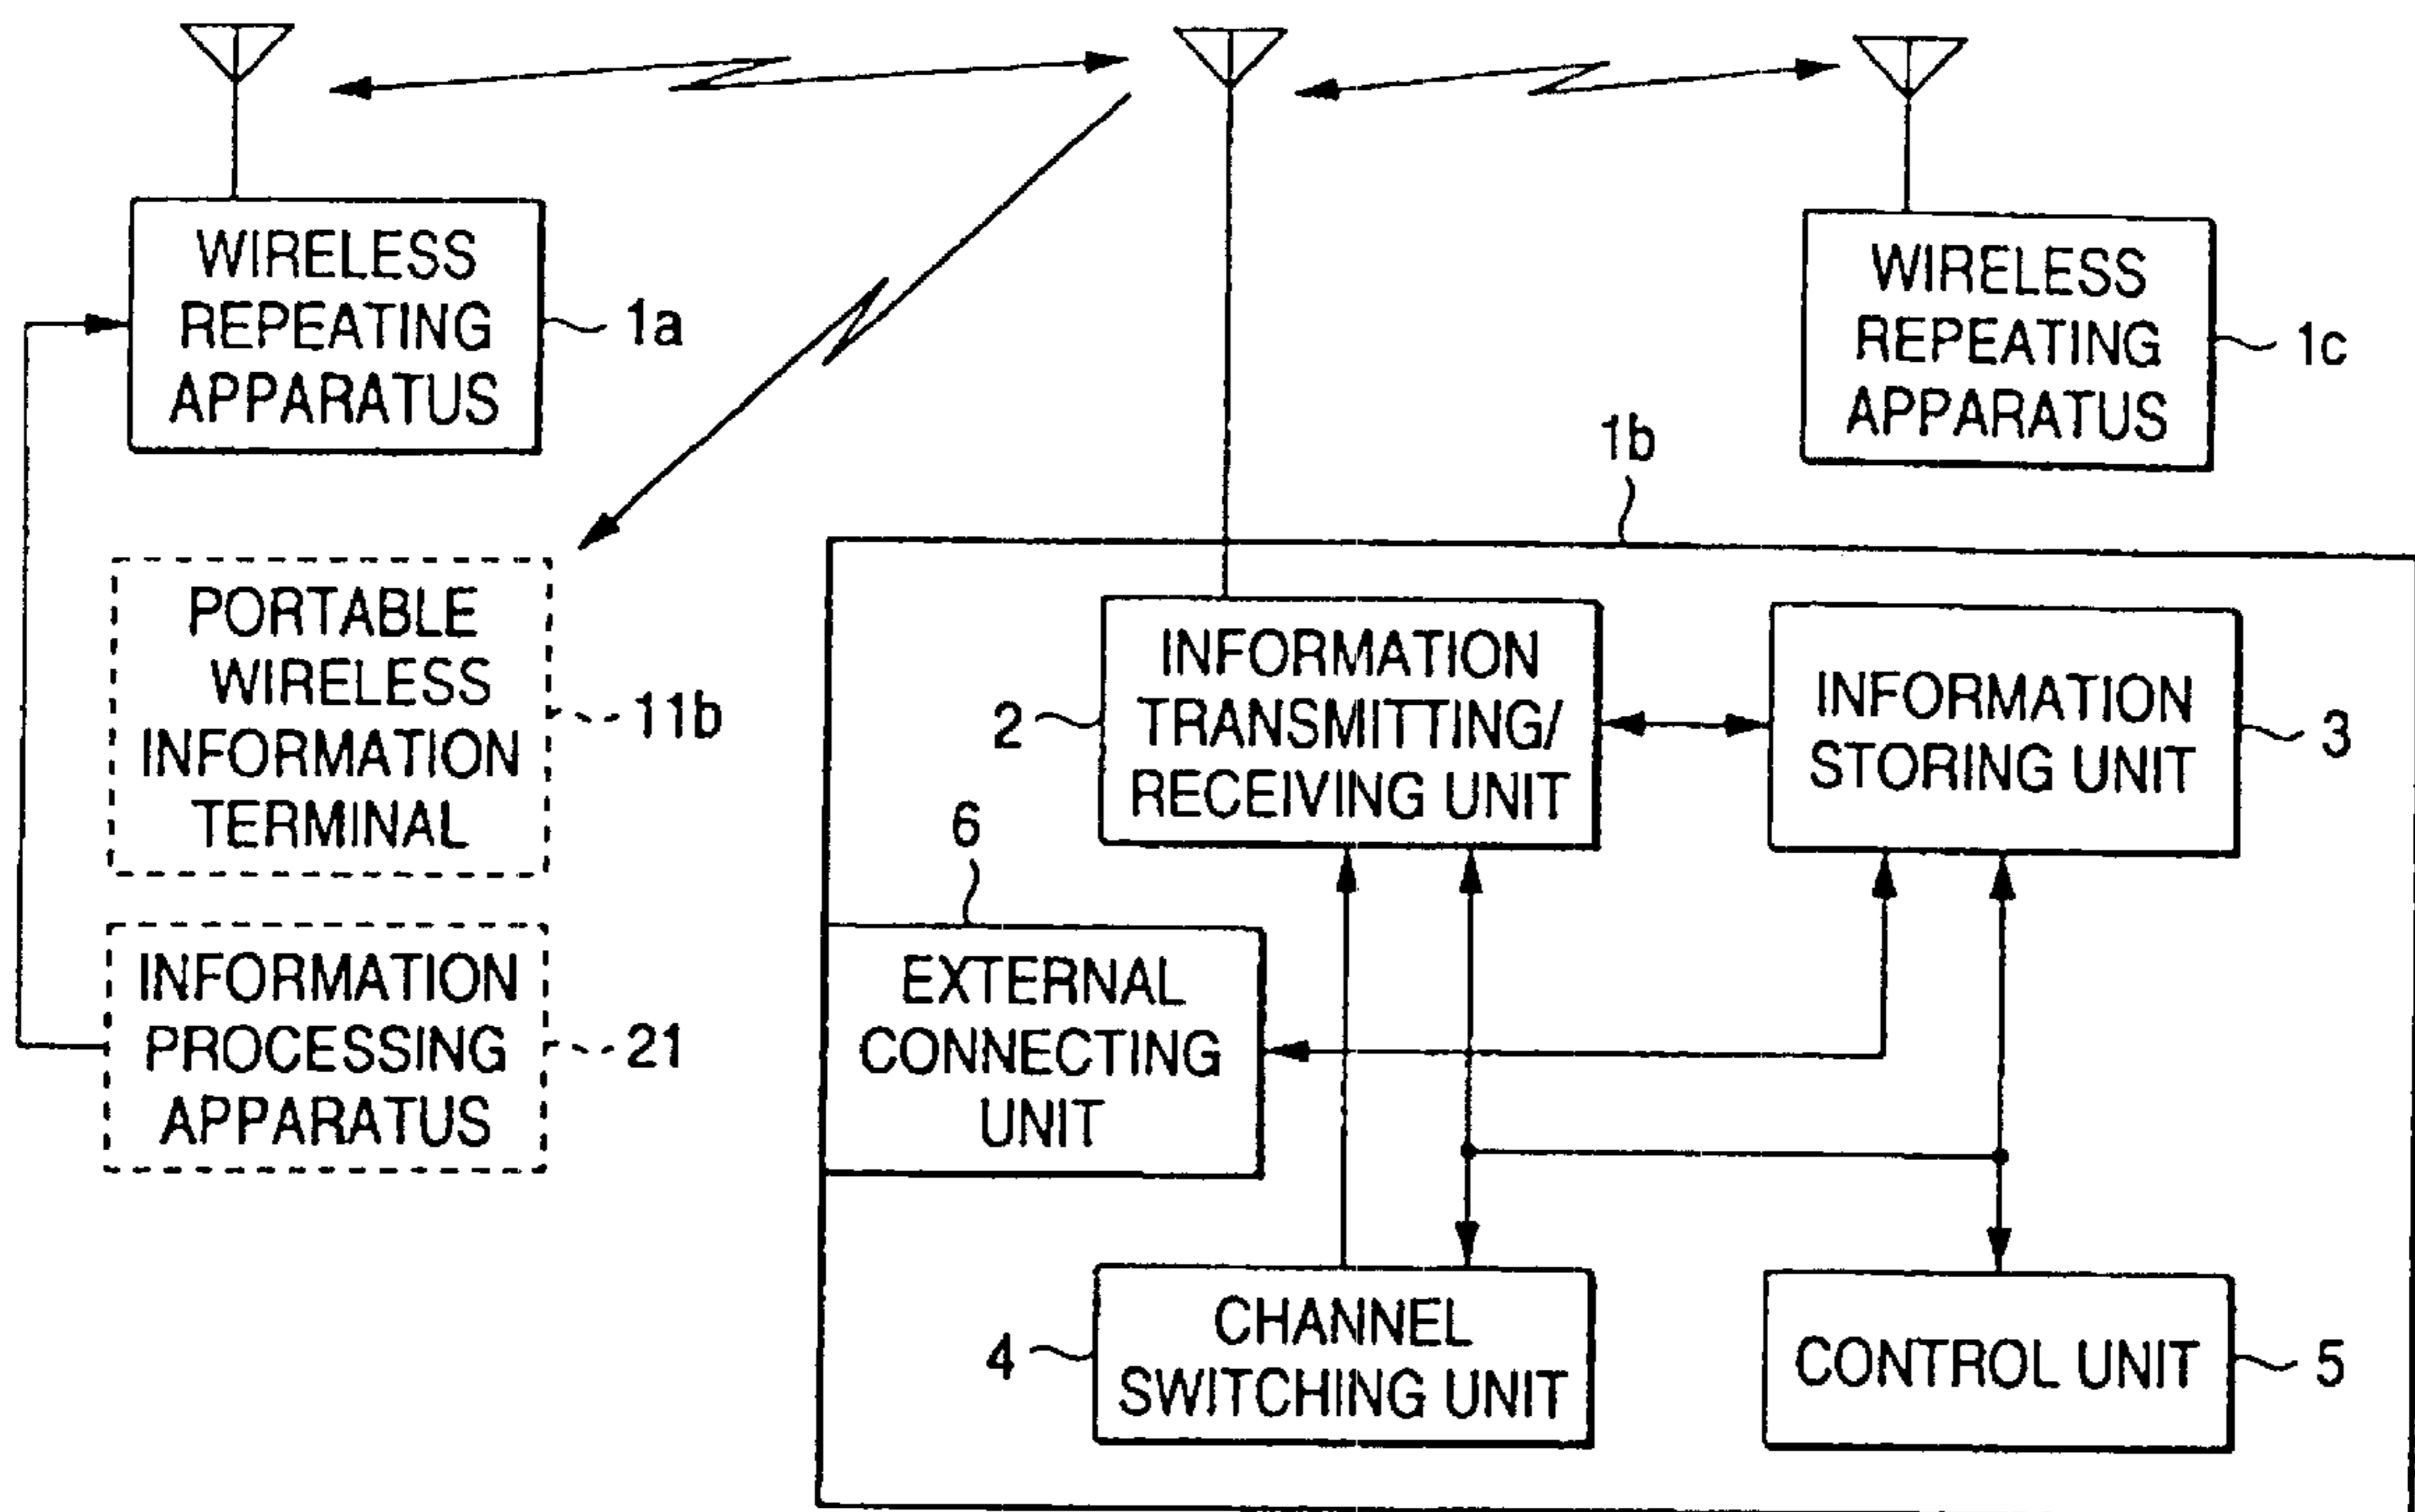 WIRELESS
REPEATING
APPARATUS
1a
WIRELESS
REPEATING
APPARATUS
1c
1b
PORTABLE
WIRELESS
INFORMATION
TERMINAL
11b
INFORMATION
TRANSMITTING/
RECEIVING UNIT
2
INFORMATION
STORING UNIT
3
6
EXTERNAL
CONNECTING
UNIT
INFORMATION
PROCESSING
APPARATUS
21
CHANNEL
SWITCHING UNIT
4
CONTROL UNIT
5